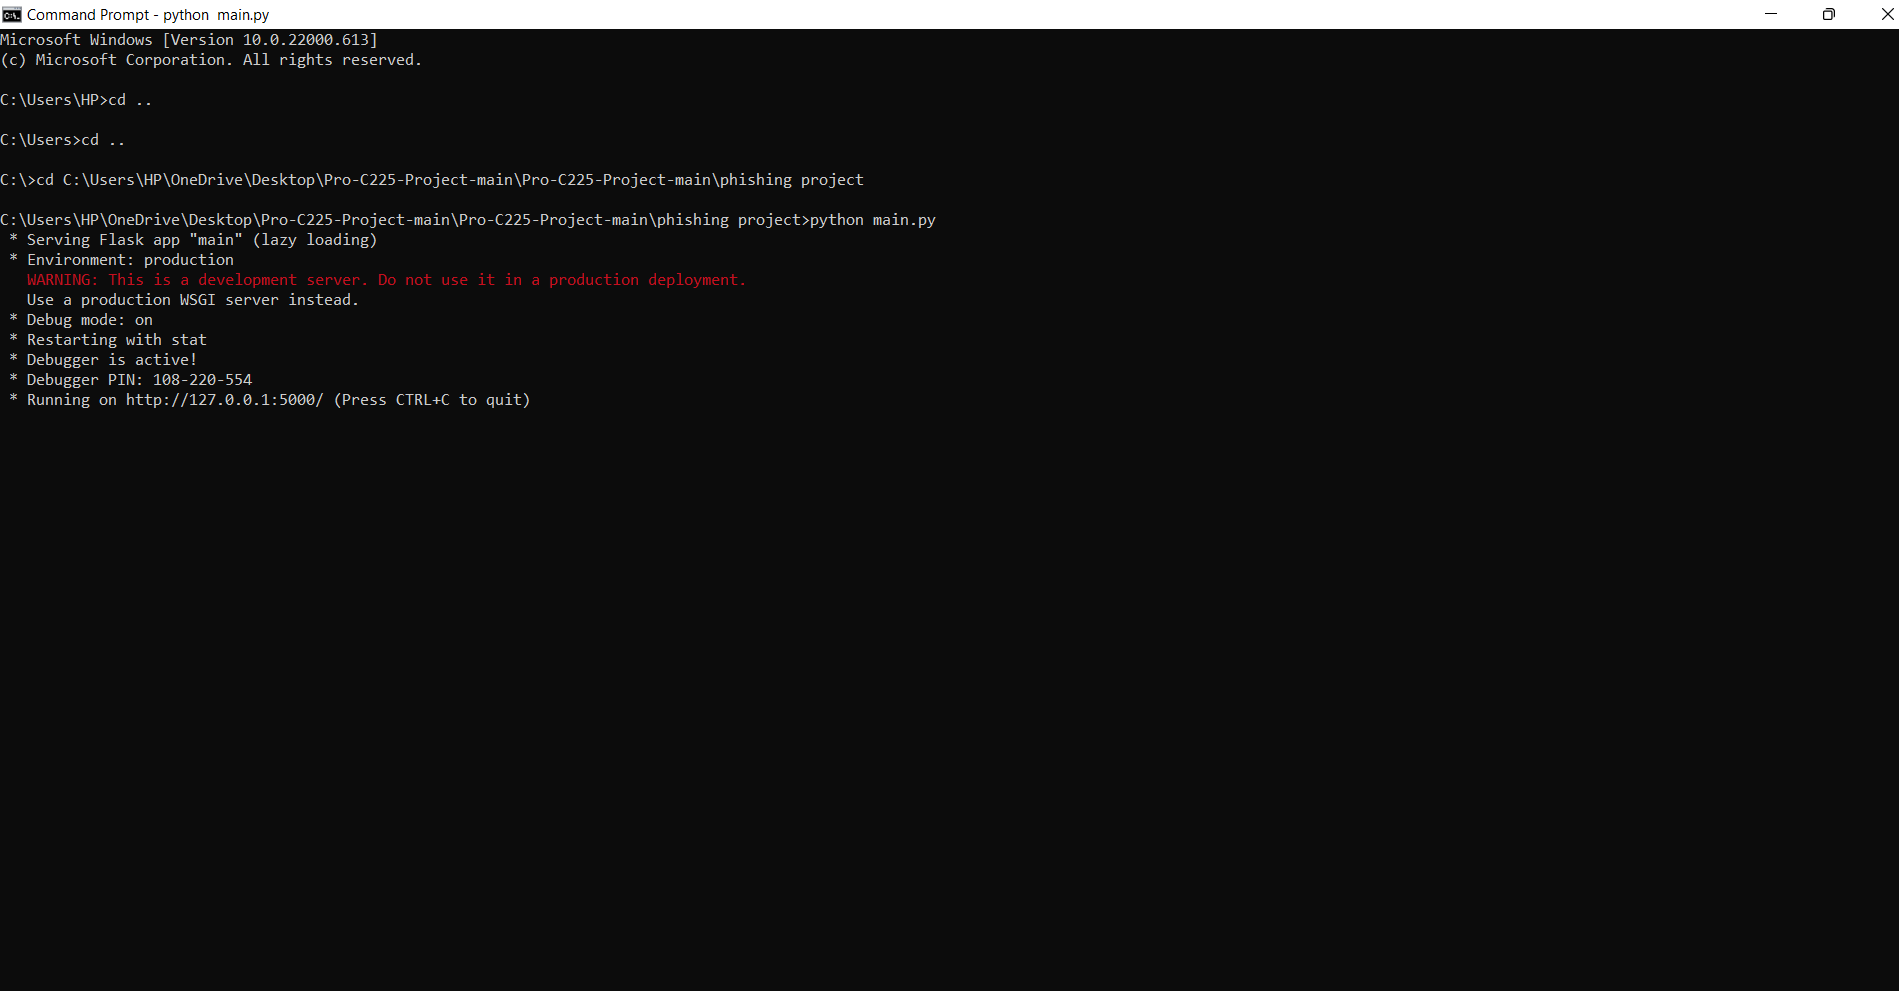 Command Prompt - python  main.py
Microsoft Windows [Version 10.0.22000.613]
(c) Microsoft Corporation. All rights reserved.
C:\Users\HP>cd ..
C:\Users>cd ..
C:\>cd C:\Users\HP\OneDrive\Desktop\Pro-C225-Project-main\Pro-C225-Project-main\phishing project
C:\Users\HP\OneDrive\Desktop\Pro-C225-Project-main\Pro-C225-Project-main\phishing project>python main.py
 * Serving Flask app "main" (lazy loading)
 * Environment: production
   WARNING: This is a development server. Do not use it in a production deployment.
   Use a production WSGI server instead.
 * Debug mode: on
 * Restarting with stat
 * Debugger is active!
 * Debugger PIN: 108-220-554
 * Running on http://127.0.0.1:5000/ (Press CTRL+C to quit)